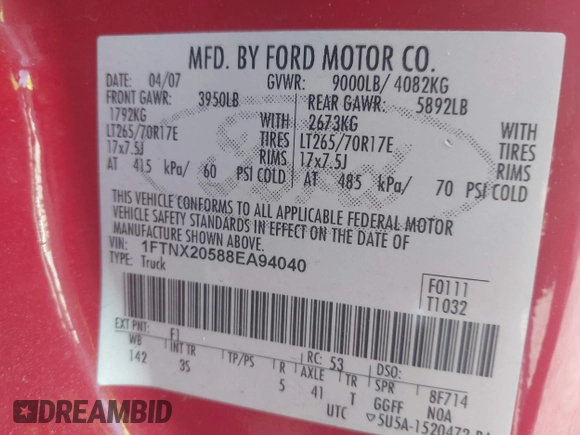 MFD. BY FORD MOTOR CO.
DATE: 04/07 GVWR: 9000LB/ 4082KG
FRONT GAWR: 3950LB REAR GAWR: 5892LB
1792KG WITH 2673KG WITH
LT265/70R17E TIRES LT265/70R17E TIRES
17x7.5J RIMS 17x7.5J RIMS
AT 415 kPa/ 60 PSI COLD AT 485 kPa/ 70 PSI COLD
THIS VEHICLE CONFORMS TO ALL APPLICABLE FEDERAL MOTOR
VEHICLE SAFETY STANDARDS IN EFFECT ON THE DATE OF
MANUFACTURE SHOWN ABOVE.
VIN: 1FTNX20588EA94040
TYPE: Truck
F0111
T1032
EXT PNT: F1 RC: 53 DSO:
WB INT TR TP/PS R AXLE TR SPR 8F714
142 3S 5 41 T GGFF N0A
UTC ▽5U5A-1520472-
DREAMBID